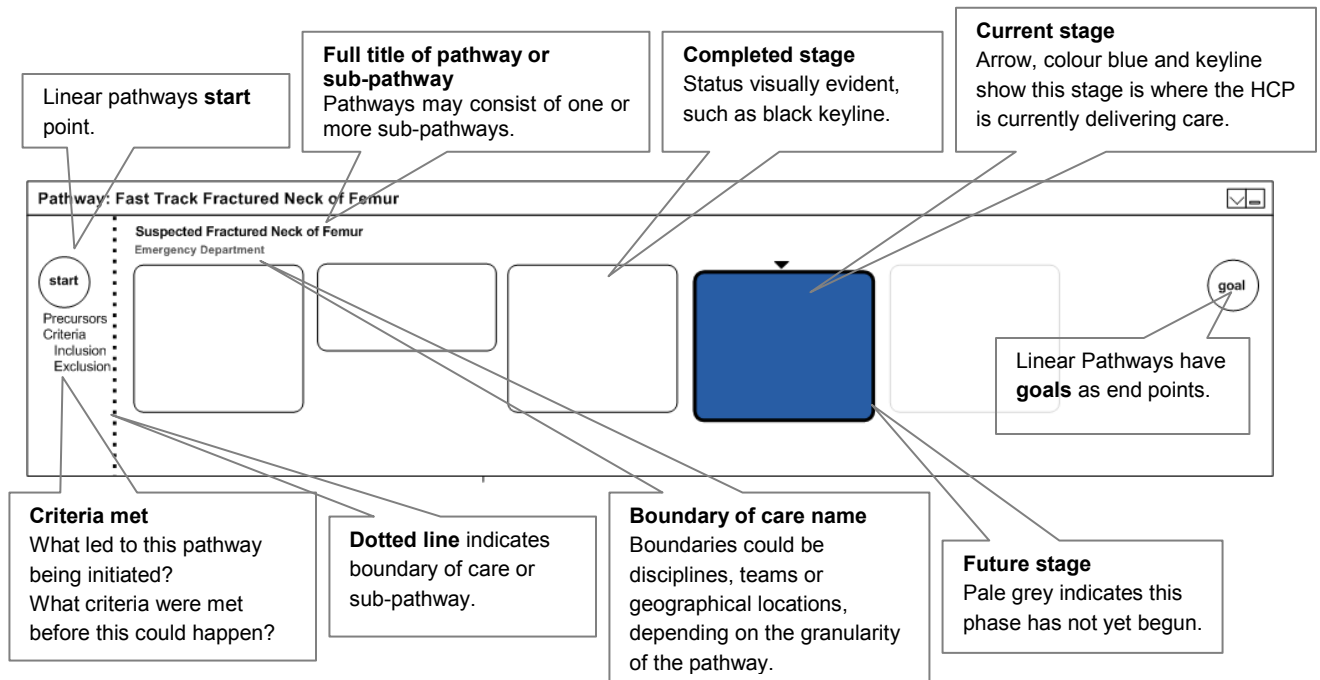 Linear pathways start
point.
Full title of pathway or
sub-pathway
Pathways may consist of one or
more sub-pathways.
Completed stage
Status visually evident,
such as black keyline.
Current stage
Arrow, colour blue and keyline
show this stage is where the HCP
is currently delivering care.
Pathway: Fast Track Fractured Neck of Femur
Suspected Fractured Neck of Femur
Emergency Department
start
Precursors
Criteria
Inclusion
Exclusion
goal
Linear Pathways have
goals as end points.
Criteria met
What led to this pathway
being initiated?
What criteria were met
before this could happen?
Dotted line indicates
boundary of care or
sub-pathway.
Boundary of care name
Boundaries could be
disciplines, teams or
geographical locations,
depending on the granularity
of the pathway.
Future stage
Pale grey indicates this
phase has not yet begun.